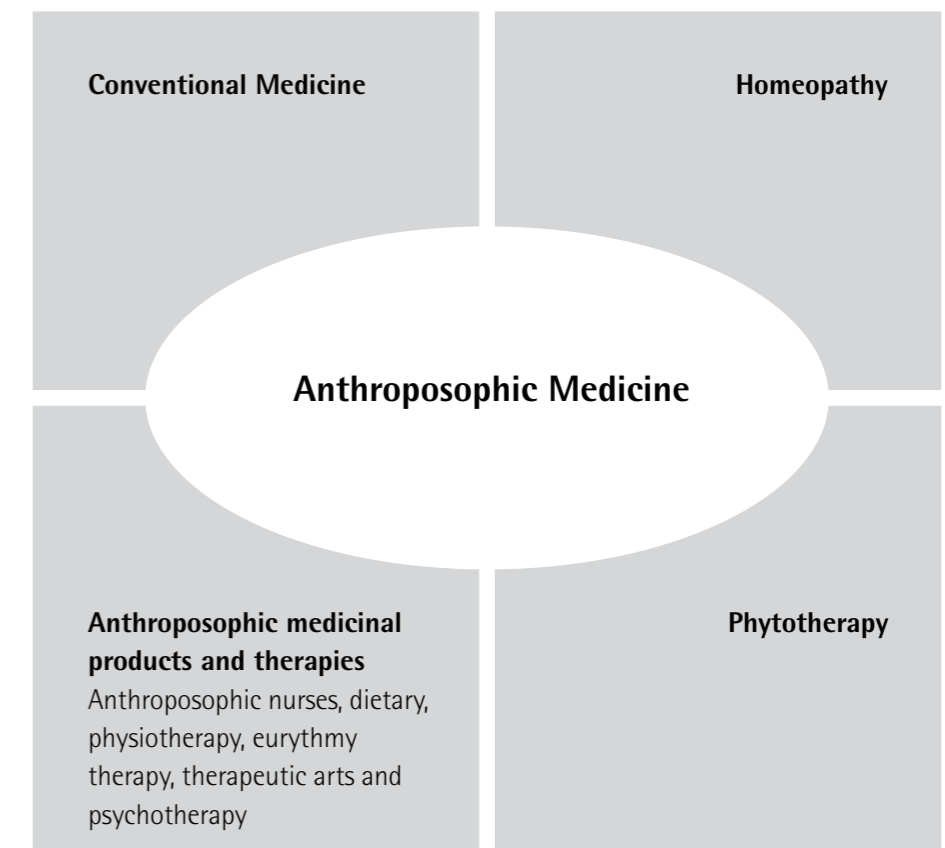 Conventional Medicine
Homeopathy
Anthroposophic Medicine
Anthroposophic medicinal
products and therapies
Anthroposophic nurses, dietary,
physiotherapy, eurythmy
therapy, therapeutic arts and
psychotherapy
Phytotherapy